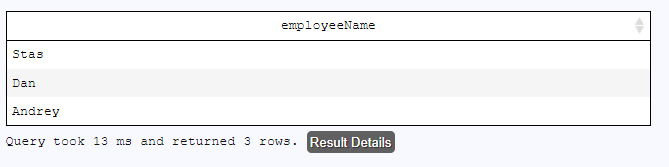 employeeName
Stas
Dan
Andrey
Query took 13 ms and returned 3 rows. Result Details